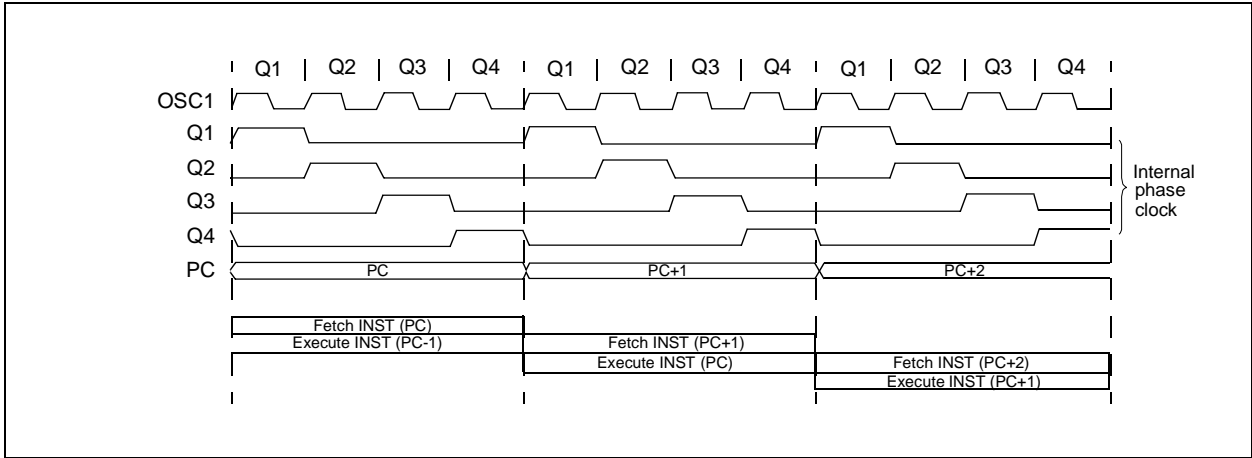 Q1 Q2 Q3 Q4 Q1 Q2 Q3 Q4 Q1 Q2 Q3 Q4
OSC1
Q1
Q2
Q3
Q4
Internal
phase
clock
PC PC PC+1 PC+2
Fetch INST (PC)
Execute INST (PC-1) Fetch INST (PC+1)
Execute INST (PC) Fetch INST (PC+2)
Execute INST (PC+1)